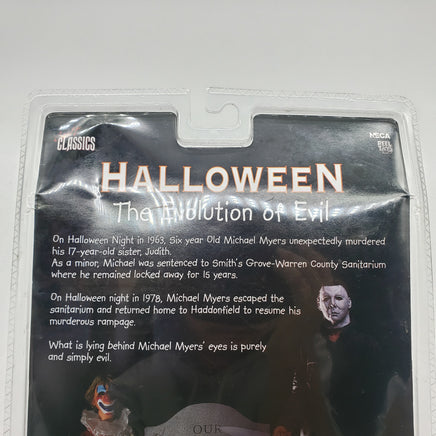 CLASSICS
NECA
REEL TOYS
HALLOWEEN
The Evolution of Evil
On Halloween Night in 1963, Six year Old Michael Myers unexpectedly murdered
his 17-year-old sister, Judith.
As a minor, Michael was sentenced to Smith's Grove-Warren County Sanitarium
where he remained locked away for 15 years.
On Halloween night in 1978, Michael Myers escaped the
sanitarium and returned home to Haddonfield to resume his
murderous rampage.
What is lying behind Michael Myers' eyes is purely
and simply evil.
OUR